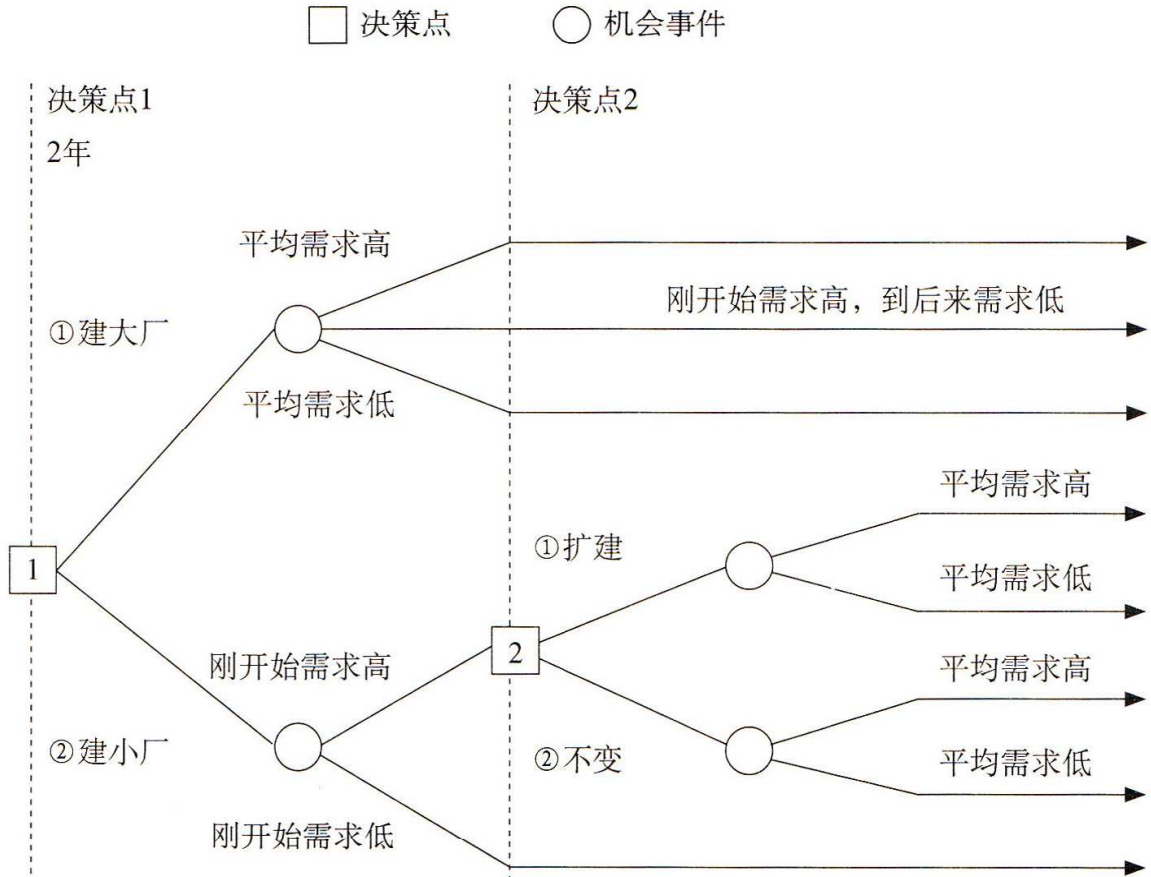 决策点
机会事件
决策点1
决策点2
2年
平均需求高
刚开始需求高，到后来需求低
①建大厂
平均需求低
平均需求高
①扩建
1
平均需求低
2
刚开始需求高
平均需求高
②建小厂
②不变
平均需求低
刚开始需求低